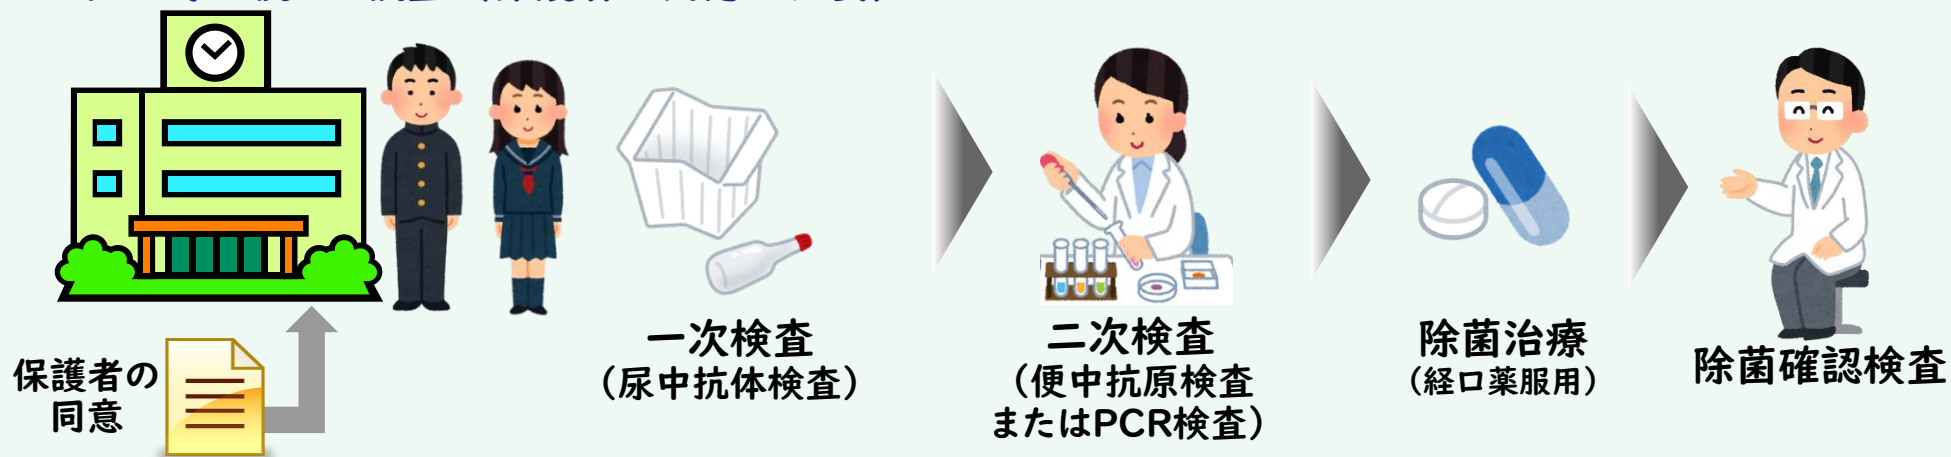 保護者の
同意
一次検査
（尿中抗体検査）
二次検査
（便中抗原検査
またはPCR検査）
除菌治療
（経口薬服用）
除菌確認検査